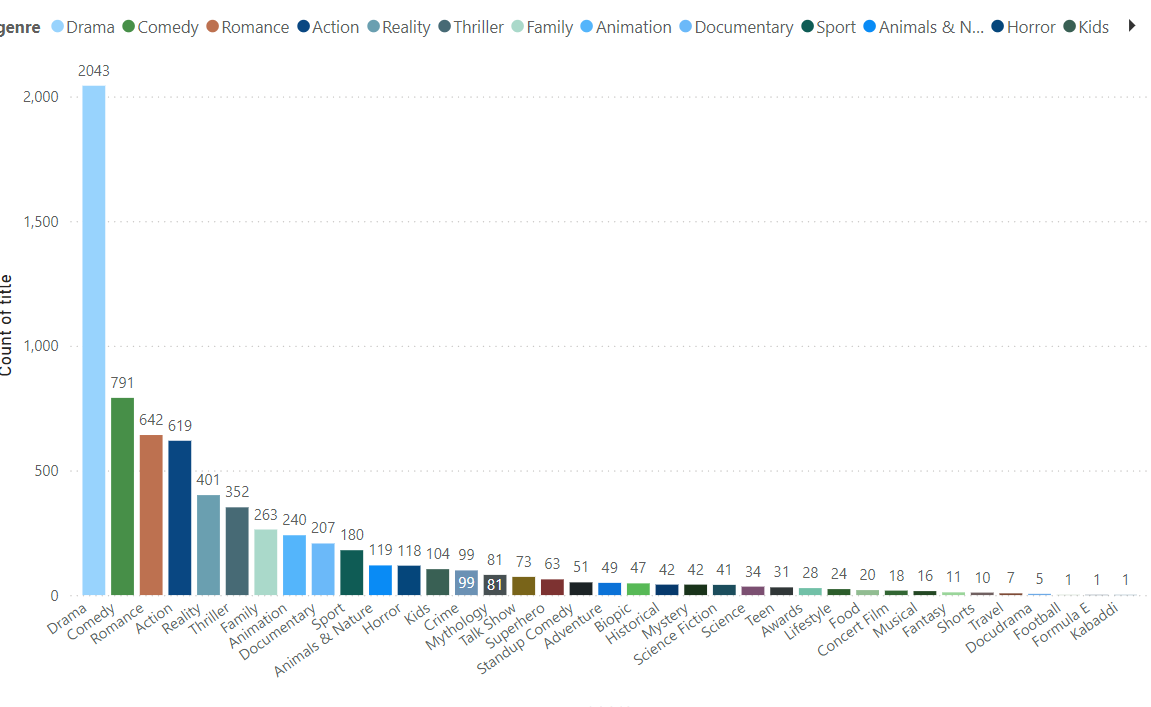 genre Drama Comedy Romance Action Reality Thriller Family Animation Documentary Sport Animals & N... Horror Kids
2043
2,000
1,500
Count of title
1,000
791
642
619
500
401
352
263
240
207
180
119
118
104
99
81
73
63
51
49
47
42
42
41
34
31
28
24
20
18
16
11
10
7
5
1
1
1
99
81
0
Drama
Comedy
Romance
Action
Reality
Thriller
Family
Animation
Documentary
Sport
Animals & Nature
Horror
Kids
Crime
Mythology
Talk Show
Superhero
Standup Comedy
Adventure
Biopic
Historical
Mystery
Science Fiction
Science
Teen
Awards
Lifestyle
Food
Concert Film
Musical
Fantasy
Shorts
Travel
Docudrama
Football
Formula E
Kabaddi